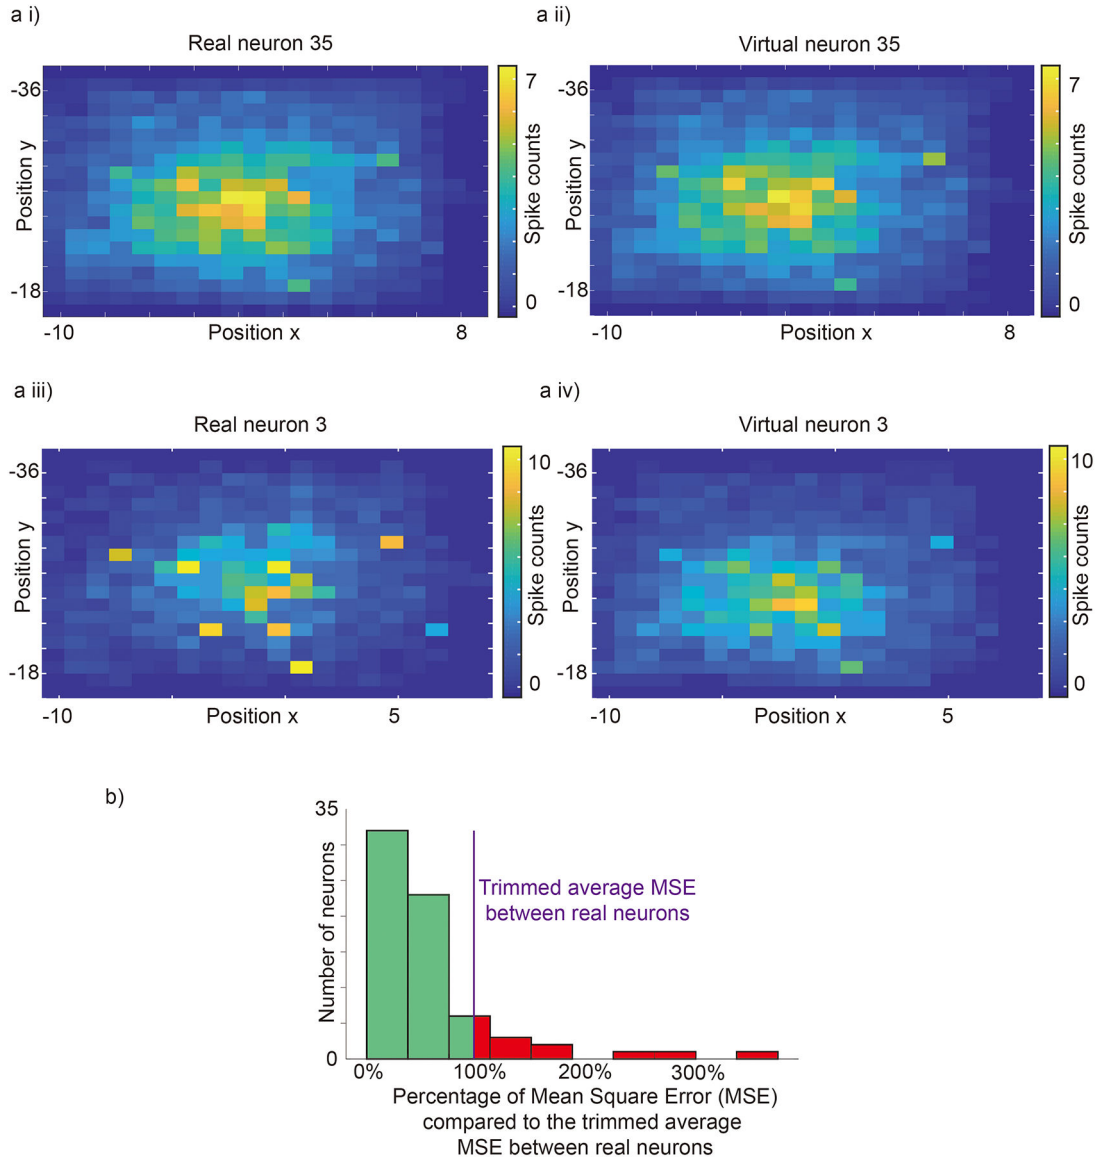 a i)
a ii)
Real neuron 35
Virtual neuron 35
-36
-18
Position y
-10
Position x
8
7
0
Spike counts
-36
-18
Position y
-10
Position x
8
7
0
Spike counts
a iii)
a iv)
Real neuron 3
Virtual neuron 3
-36
-18
Position y
-10
Position x
5
10
0
Spike counts
-36
-18
Position y
-10
Position x
5
10
0
Spike counts
b)
35
0
Number of neurons
Trimmed average MSE
between real neurons
0%
100%
200%
300%
Percentage of Mean Square Error (MSE)
compared to the trimmed average
MSE between real neurons